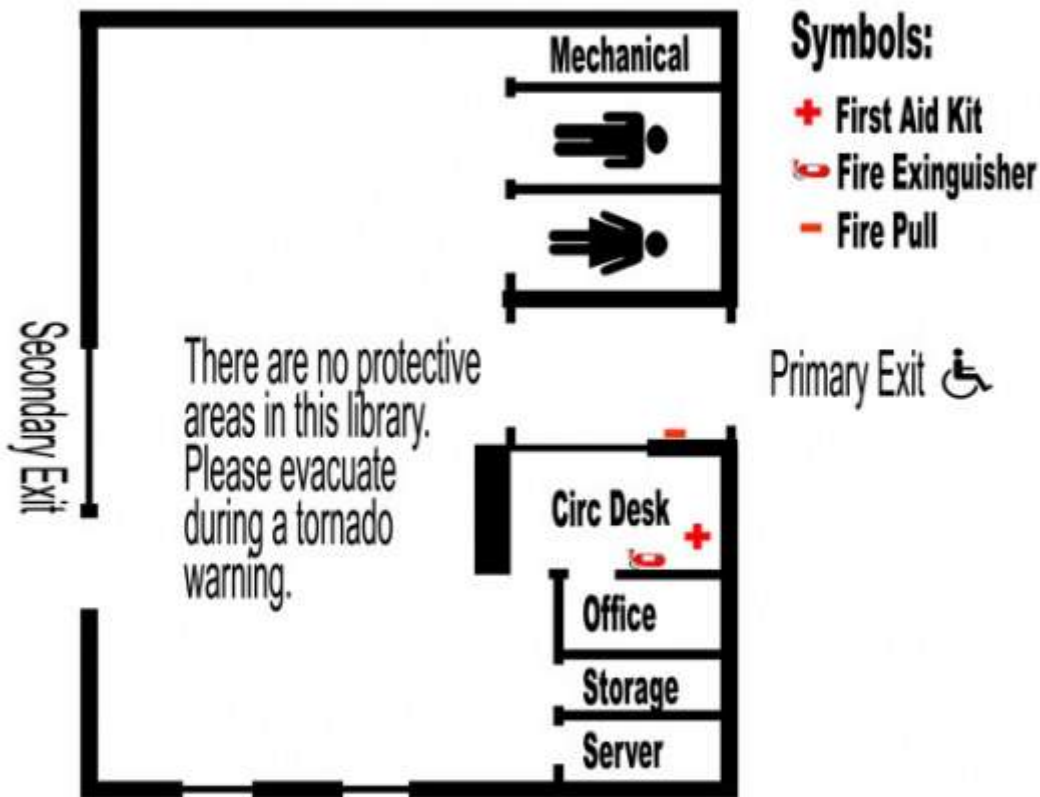 Mechanical
Symbols:
First Aid Kit
Fire Exinguisher
Fire Pull
Secondary Exit
There are no protective
areas in this library.
Please evacuate
during a tornado
warning.
Primary Exit
Circ Desk
Office
Storage
Server